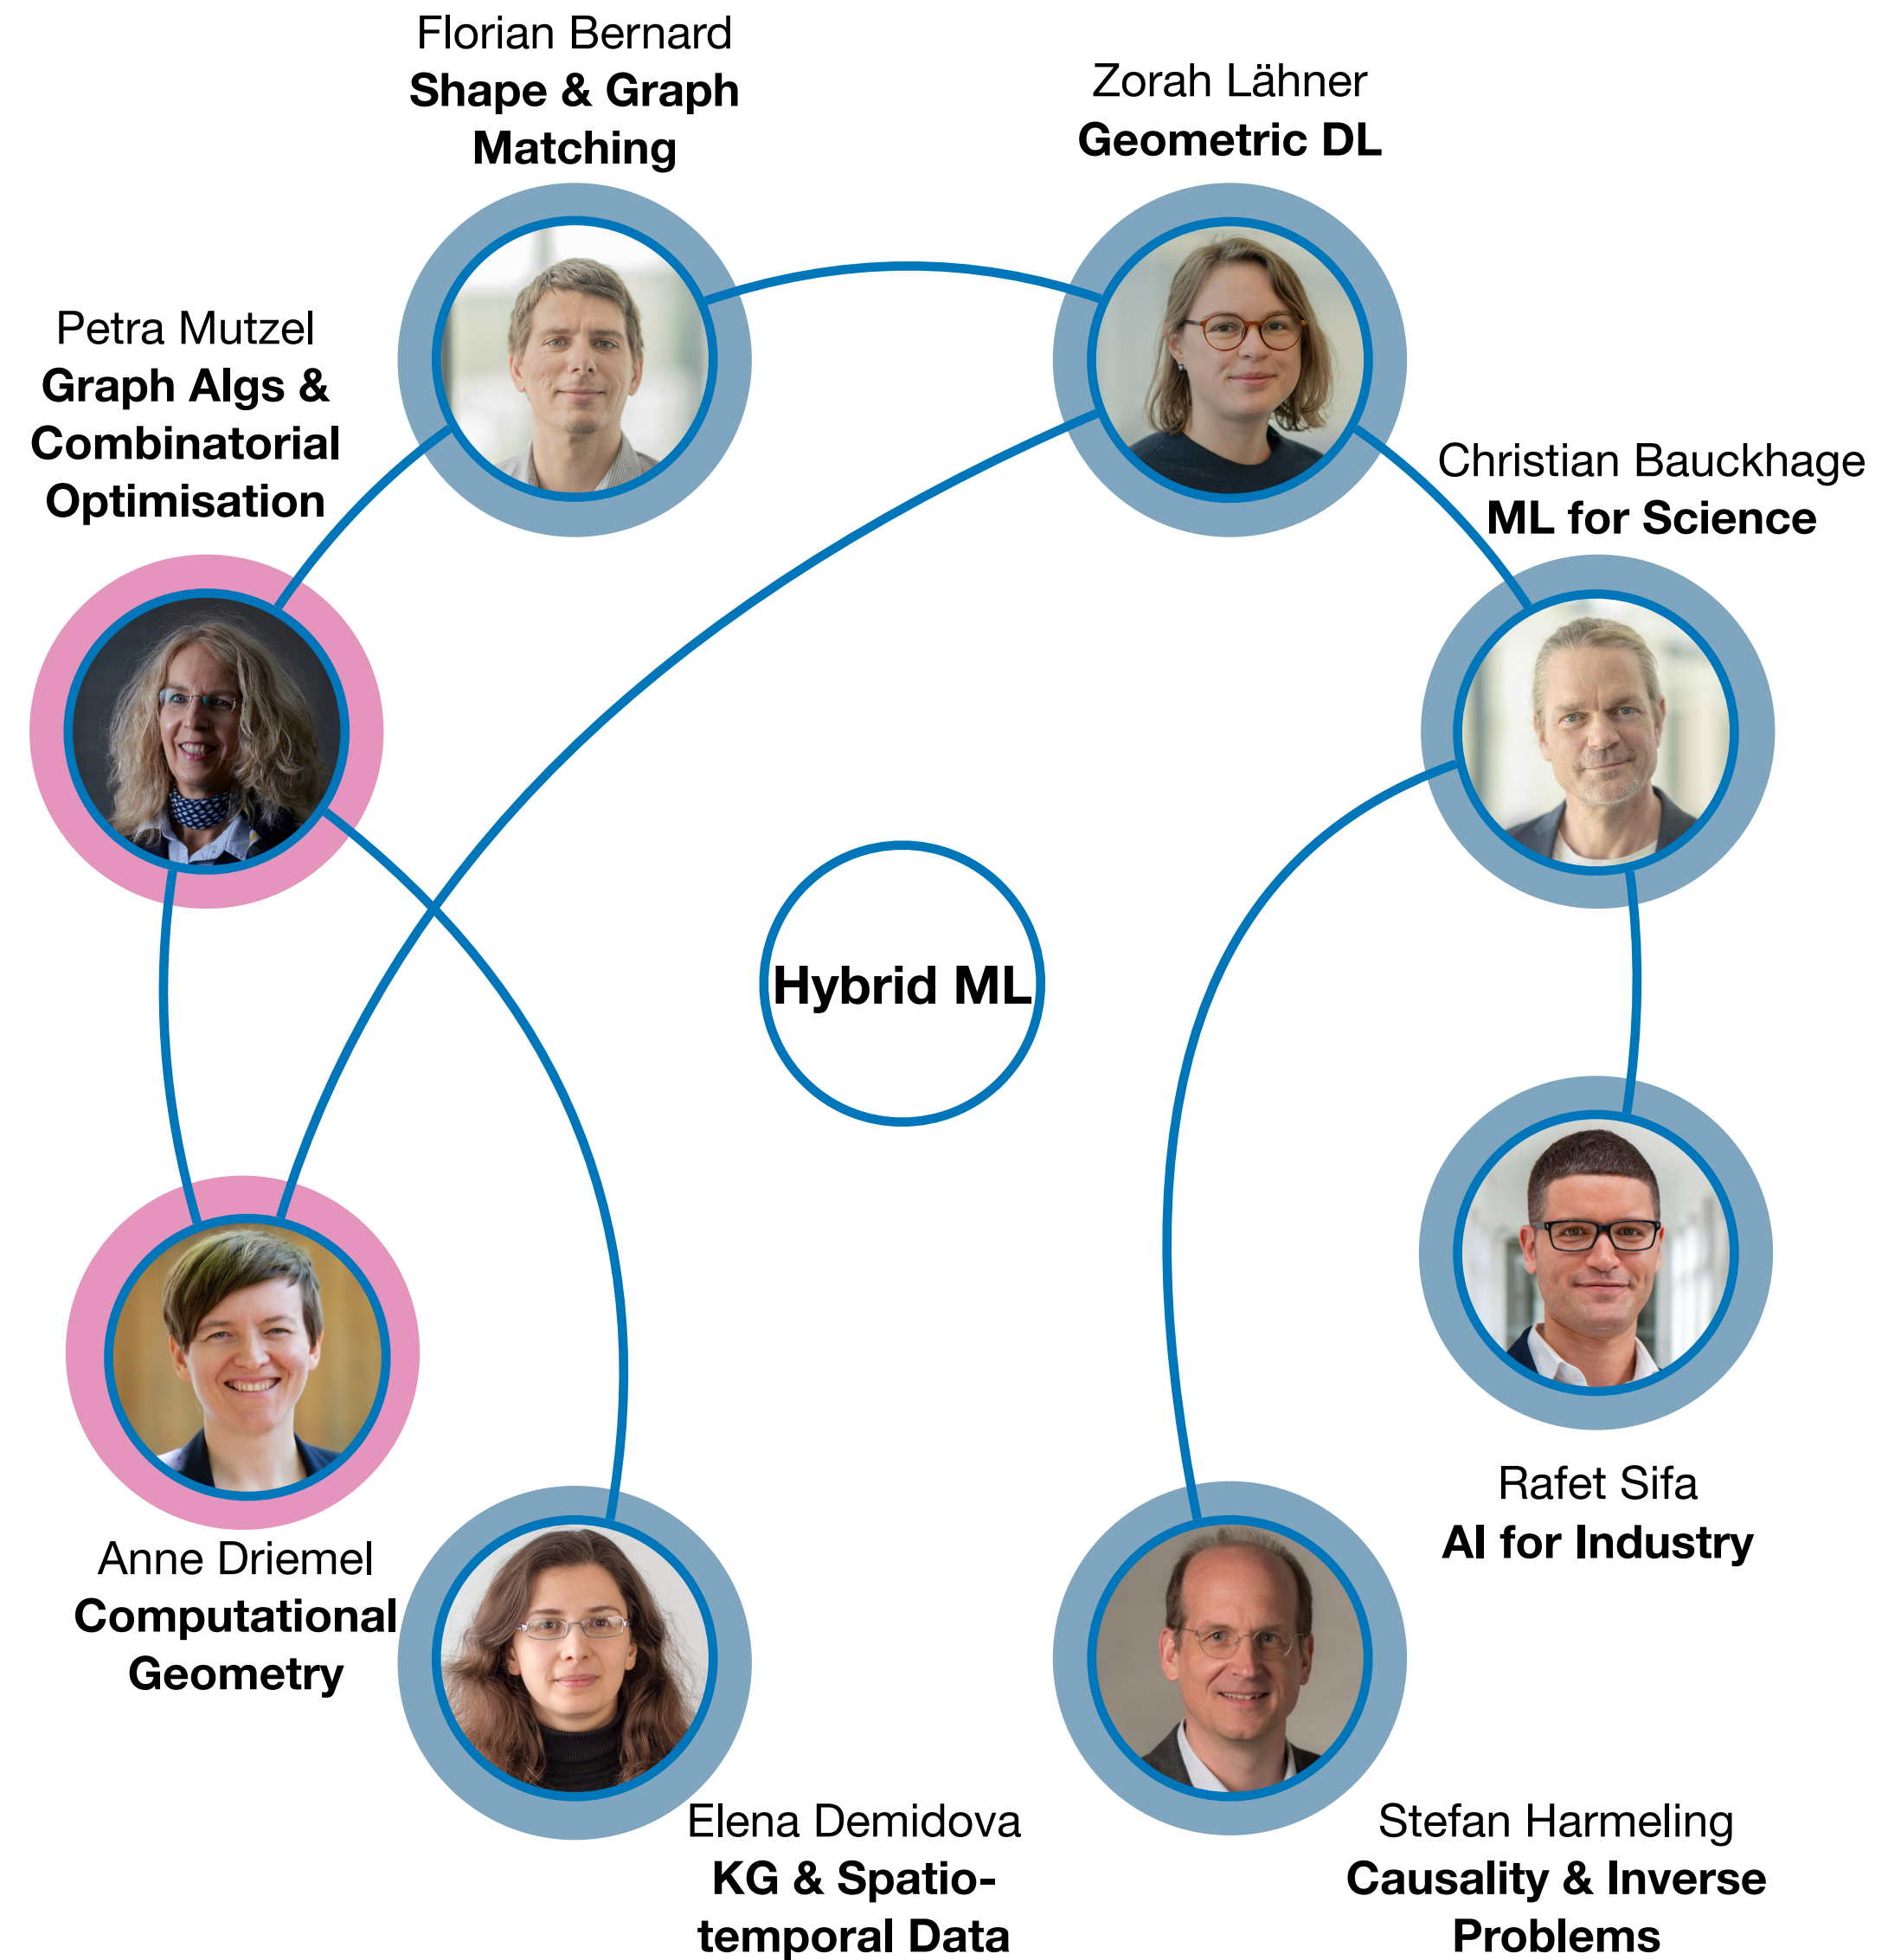 Florian Bernard
Shape & Graph
Matching
Zorah Lähner
Geometric DL
Petra Mutzel
Graph Algs &
Combinatorial
Optimisation
Christian Bauckhage
ML for Science
Hybrid ML
Rafet Sifa
AI for Industry
Anne Driemel
Computational
Geometry
Elena Demidova
KG & Spatio-
temporal Data
Stefan Harmeling
Causality & Inverse
Problems